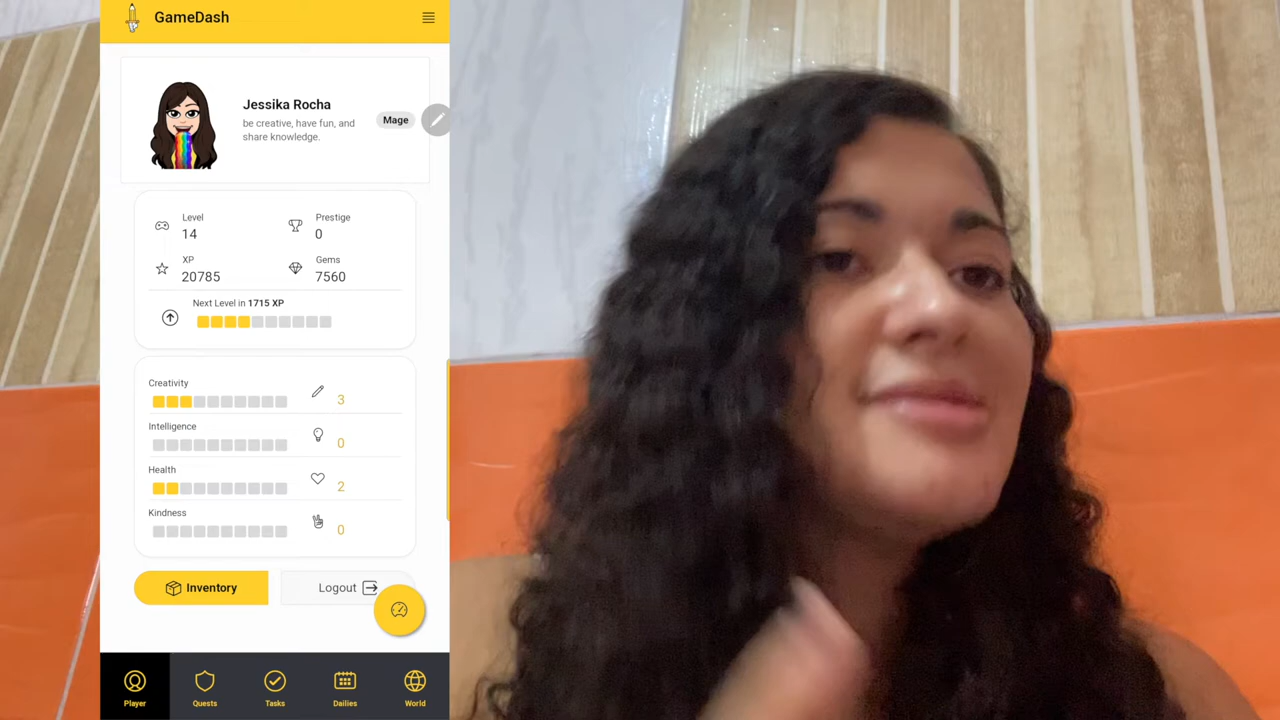 GameDash
Jessika Rocha
be creative, have fun, and
share knowledge.
Mage
Level
14
Prestige
0
XP
20785
Gems
7560
Next Level in 1715 XP
Creativity
3
Intelligence
0
Health
2
Kindness
0
Inventory
Logout
Player
Quests
Tasks
Dailies
World